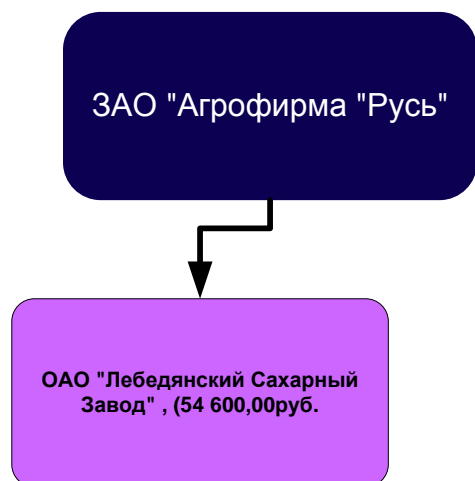 ЗАО "Агрофирма "Русь"
ОАО "Лебедянский Сахарный
Завод" , (54 600,00руб.